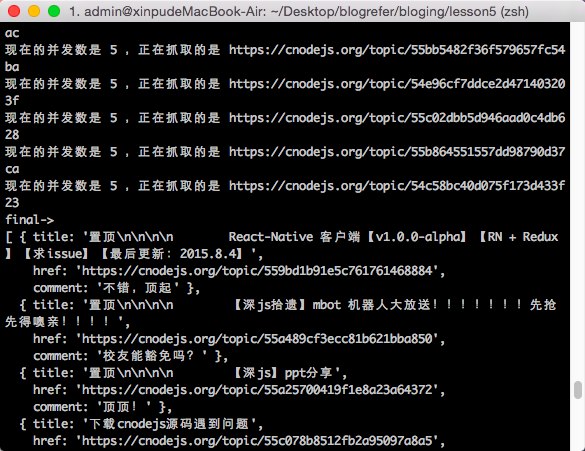 1. admin@xinpudeMacBook-Air: ~/Desktop/blogrefer/bloging/lesson5 (zsh)
ac
现在的并发数是 5 ，正在抓取的是 https://cnodejs.org/topic/55bb5482f36f579657fc54
ba
现在的并发数是 5 ，正在抓取的是 https://cnodejs.org/topic/54e96cf7ddce2d47140320
3f
现在的并发数是 5 ，正在抓取的是 https://cnodejs.org/topic/55c02dbb5d946aad0c4db6
28
现在的并发数是 5 ，正在抓取的是 https://cnodejs.org/topic/55b864551557dd98790d37
ca
现在的并发数是 5 ，正在抓取的是 https://cnodejs.org/topic/54c58bc40d075f173d433f
23
final->
[ { title: '置顶\n\n\n\n        React-Native 客户端【v1.0.0-alpha】【RN + Redux
】【求issue】【最后更新: 2015.8.4】',
href: 'https://cnodejs.org/topic/559bd1b91e5c761761468884',
comment: '不错，顶起' },
{ title: '置顶\n\n\n\n        【深js拾遗】mbot 机器人大放送！！！！！！！先抢
先得噢亲！！！！',
href: 'https://cnodejs.org/topic/55a489cf3ecc81b621bba850',
comment: '校友能豁免吗？' },
{ title: '置顶\n\n\n\n        【深js】ppt分享',
href: 'https://cnodejs.org/topic/55a25700419f1e8a23a64372',
comment: '顶顶！' },
{ title: '下载cnodejs源码遇到问题',
href: 'https://cnodejs.org/topic/55c078b8512fb2a95097a8a5',